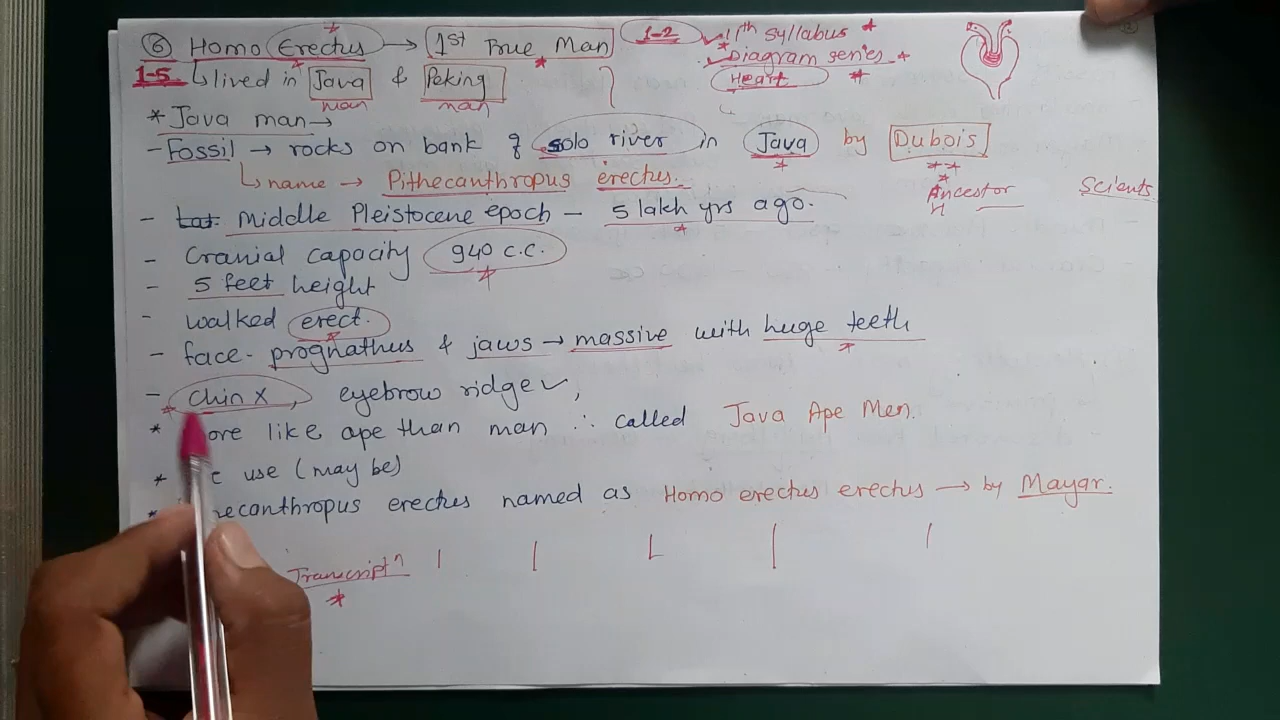 ⑥ Homo Erectus → 1st True Man
1-2 11th Syllabus *
Diagram series *
Heart *
1-5 ↳ lived in Java & Peking
man man
* Java man →
- Fossil → rocks on bank of solo river in Java by Dubois
↳ name → Pithecanthropus erectus.
Ancestor Scients
- Lat. Middle Pleistocene epoch - 5 lakh yrs ago.
- Cranial capacity 940 c.c.
- 5 feet height
- walked erect.
- face - prognathus & jaws → massive with huge teeth
- chin X, eyebrow ridge ✓,
* ore like ape than man ∴ called Java Ape Men.
* use (may be)
* ecanthropus erectus named as Homo erectus erectus → by Mayar.
Transcriptn